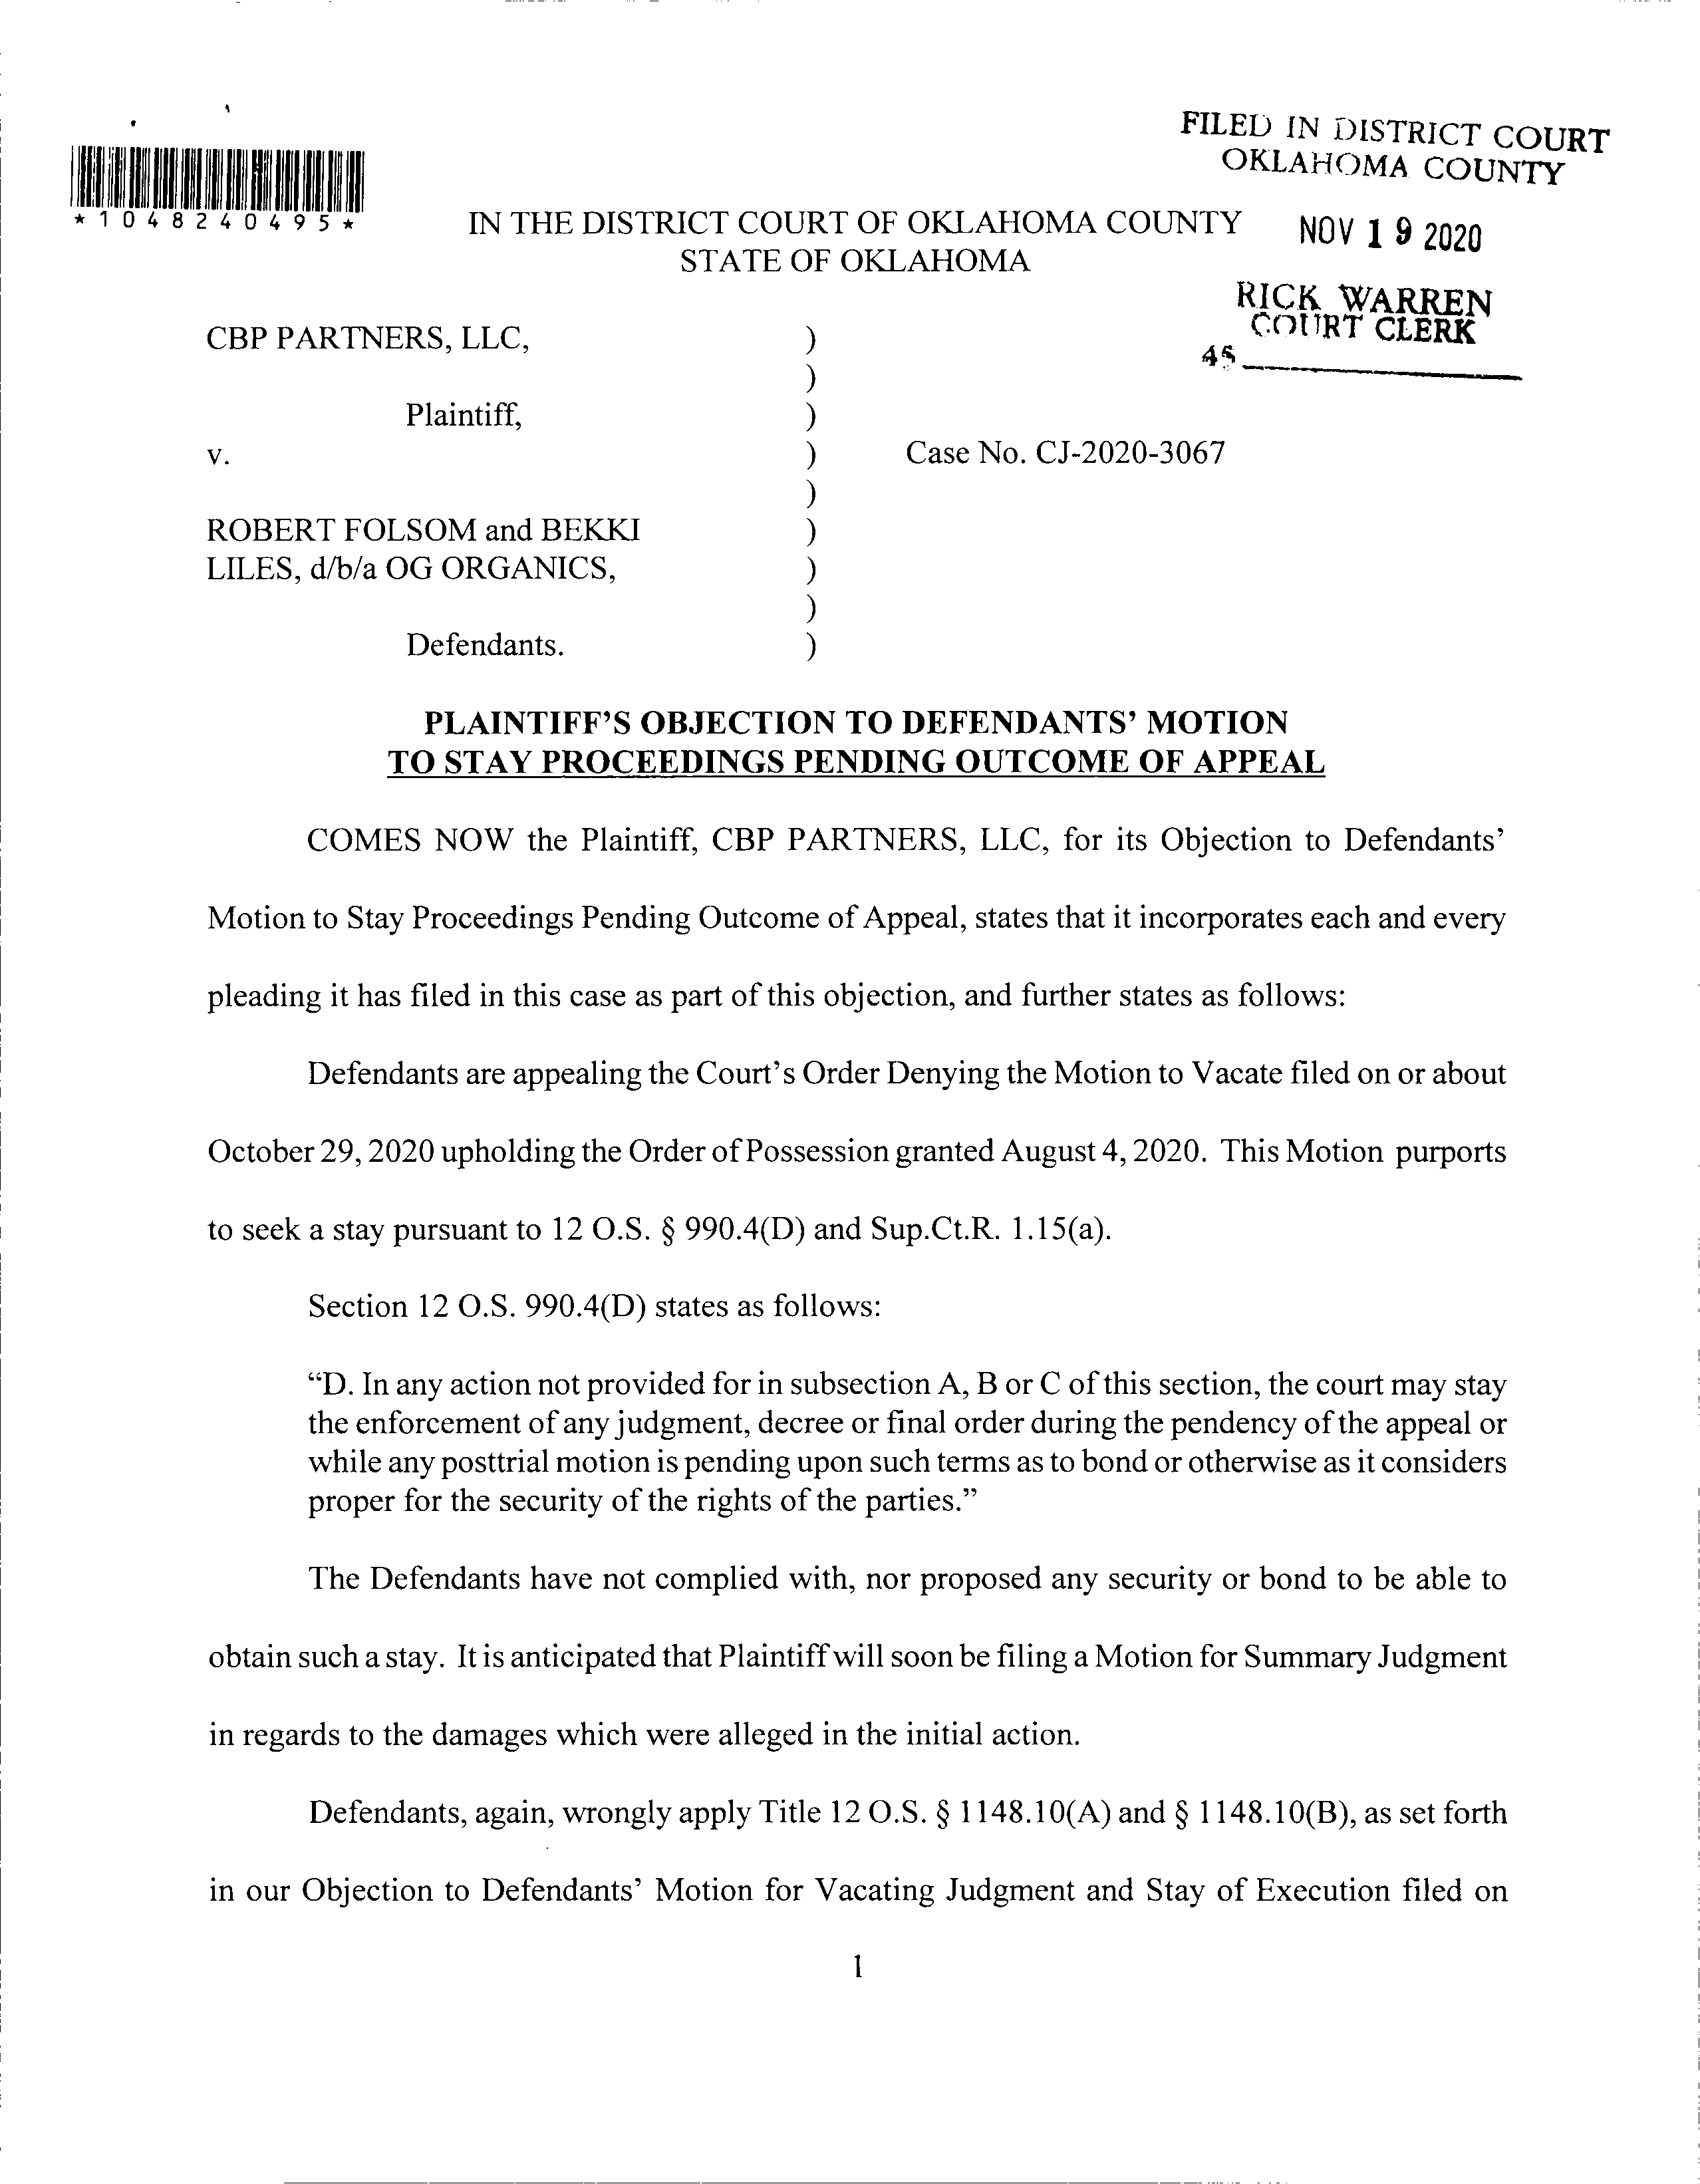 FILED IN DISTRICT COURT
OKLAHOMA COUNTY
*1048240495*
IN THE DISTRICT COURT OF OKLAHOMA COUNTY
STATE OF OKLAHOMA
NOV 19 2020
RICK WARREN
COURT CLERK
45
CBP PARTNERS, LLC, )
)
Plaintiff, )
v. ) Case No. CJ-2020-3067
)
ROBERT FOLSOM and BEKKI )
LILES, d/b/a OG ORGANICS, )
)
Defendants. )
PLAINTIFF'S OBJECTION TO DEFENDANTS' MOTION
TO STAY PROCEEDINGS PENDING OUTCOME OF APPEAL
COMES NOW the Plaintiff, CBP PARTNERS, LLC, for its Objection to Defendants'
Motion to Stay Proceedings Pending Outcome of Appeal, states that it incorporates each and every
pleading it has filed in this case as part of this objection, and further states as follows:
Defendants are appealing the Court's Order Denying the Motion to Vacate filed on or about
October 29, 2020 upholding the Order of Possession granted August 4, 2020. This Motion purports
to seek a stay pursuant to 12 O.S. § 990.4(D) and Sup.Ct.R. 1.15(a).
Section 12 O.S. 990.4(D) states as follows:
“D. In any action not provided for in subsection A, B or C of this section, the court may stay
the enforcement of any judgment, decree or final order during the pendency of the appeal or
while any posttrial motion is pending upon such terms as to bond or otherwise as it considers
proper for the security of the rights of the parties.”
The Defendants have not complied with, nor proposed any security or bond to be able to
obtain such a stay. It is anticipated that Plaintiff will soon be filing a Motion for Summary Judgment
in regards to the damages which were alleged in the initial action.
Defendants, again, wrongly apply Title 12 O.S. § 1148.10(A) and § 1148.10(B), as set forth
in our Objection to Defendants' Motion for Vacating Judgment and Stay of Execution filed on
1